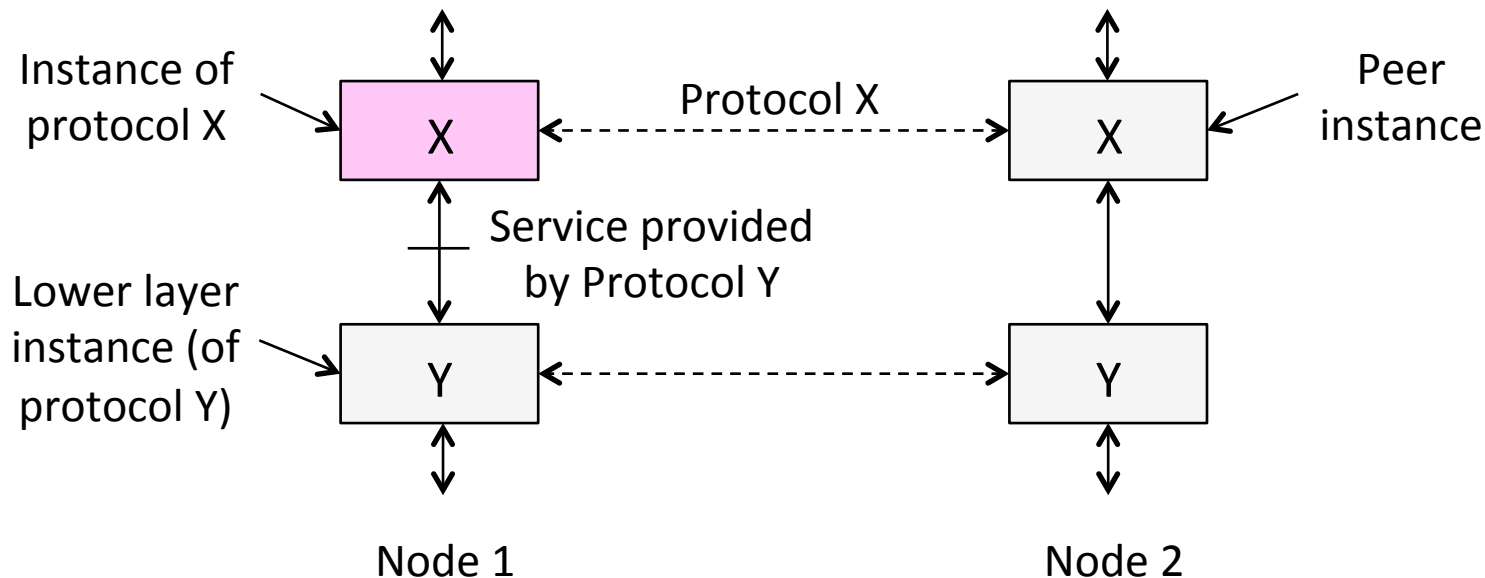 Instance of
protocol X
X
Protocol X
X
Peer
instance
Service provided
by Protocol Y
Lower layer
instance (of
protocol Y)
Y
Y
Node 1
Node 2